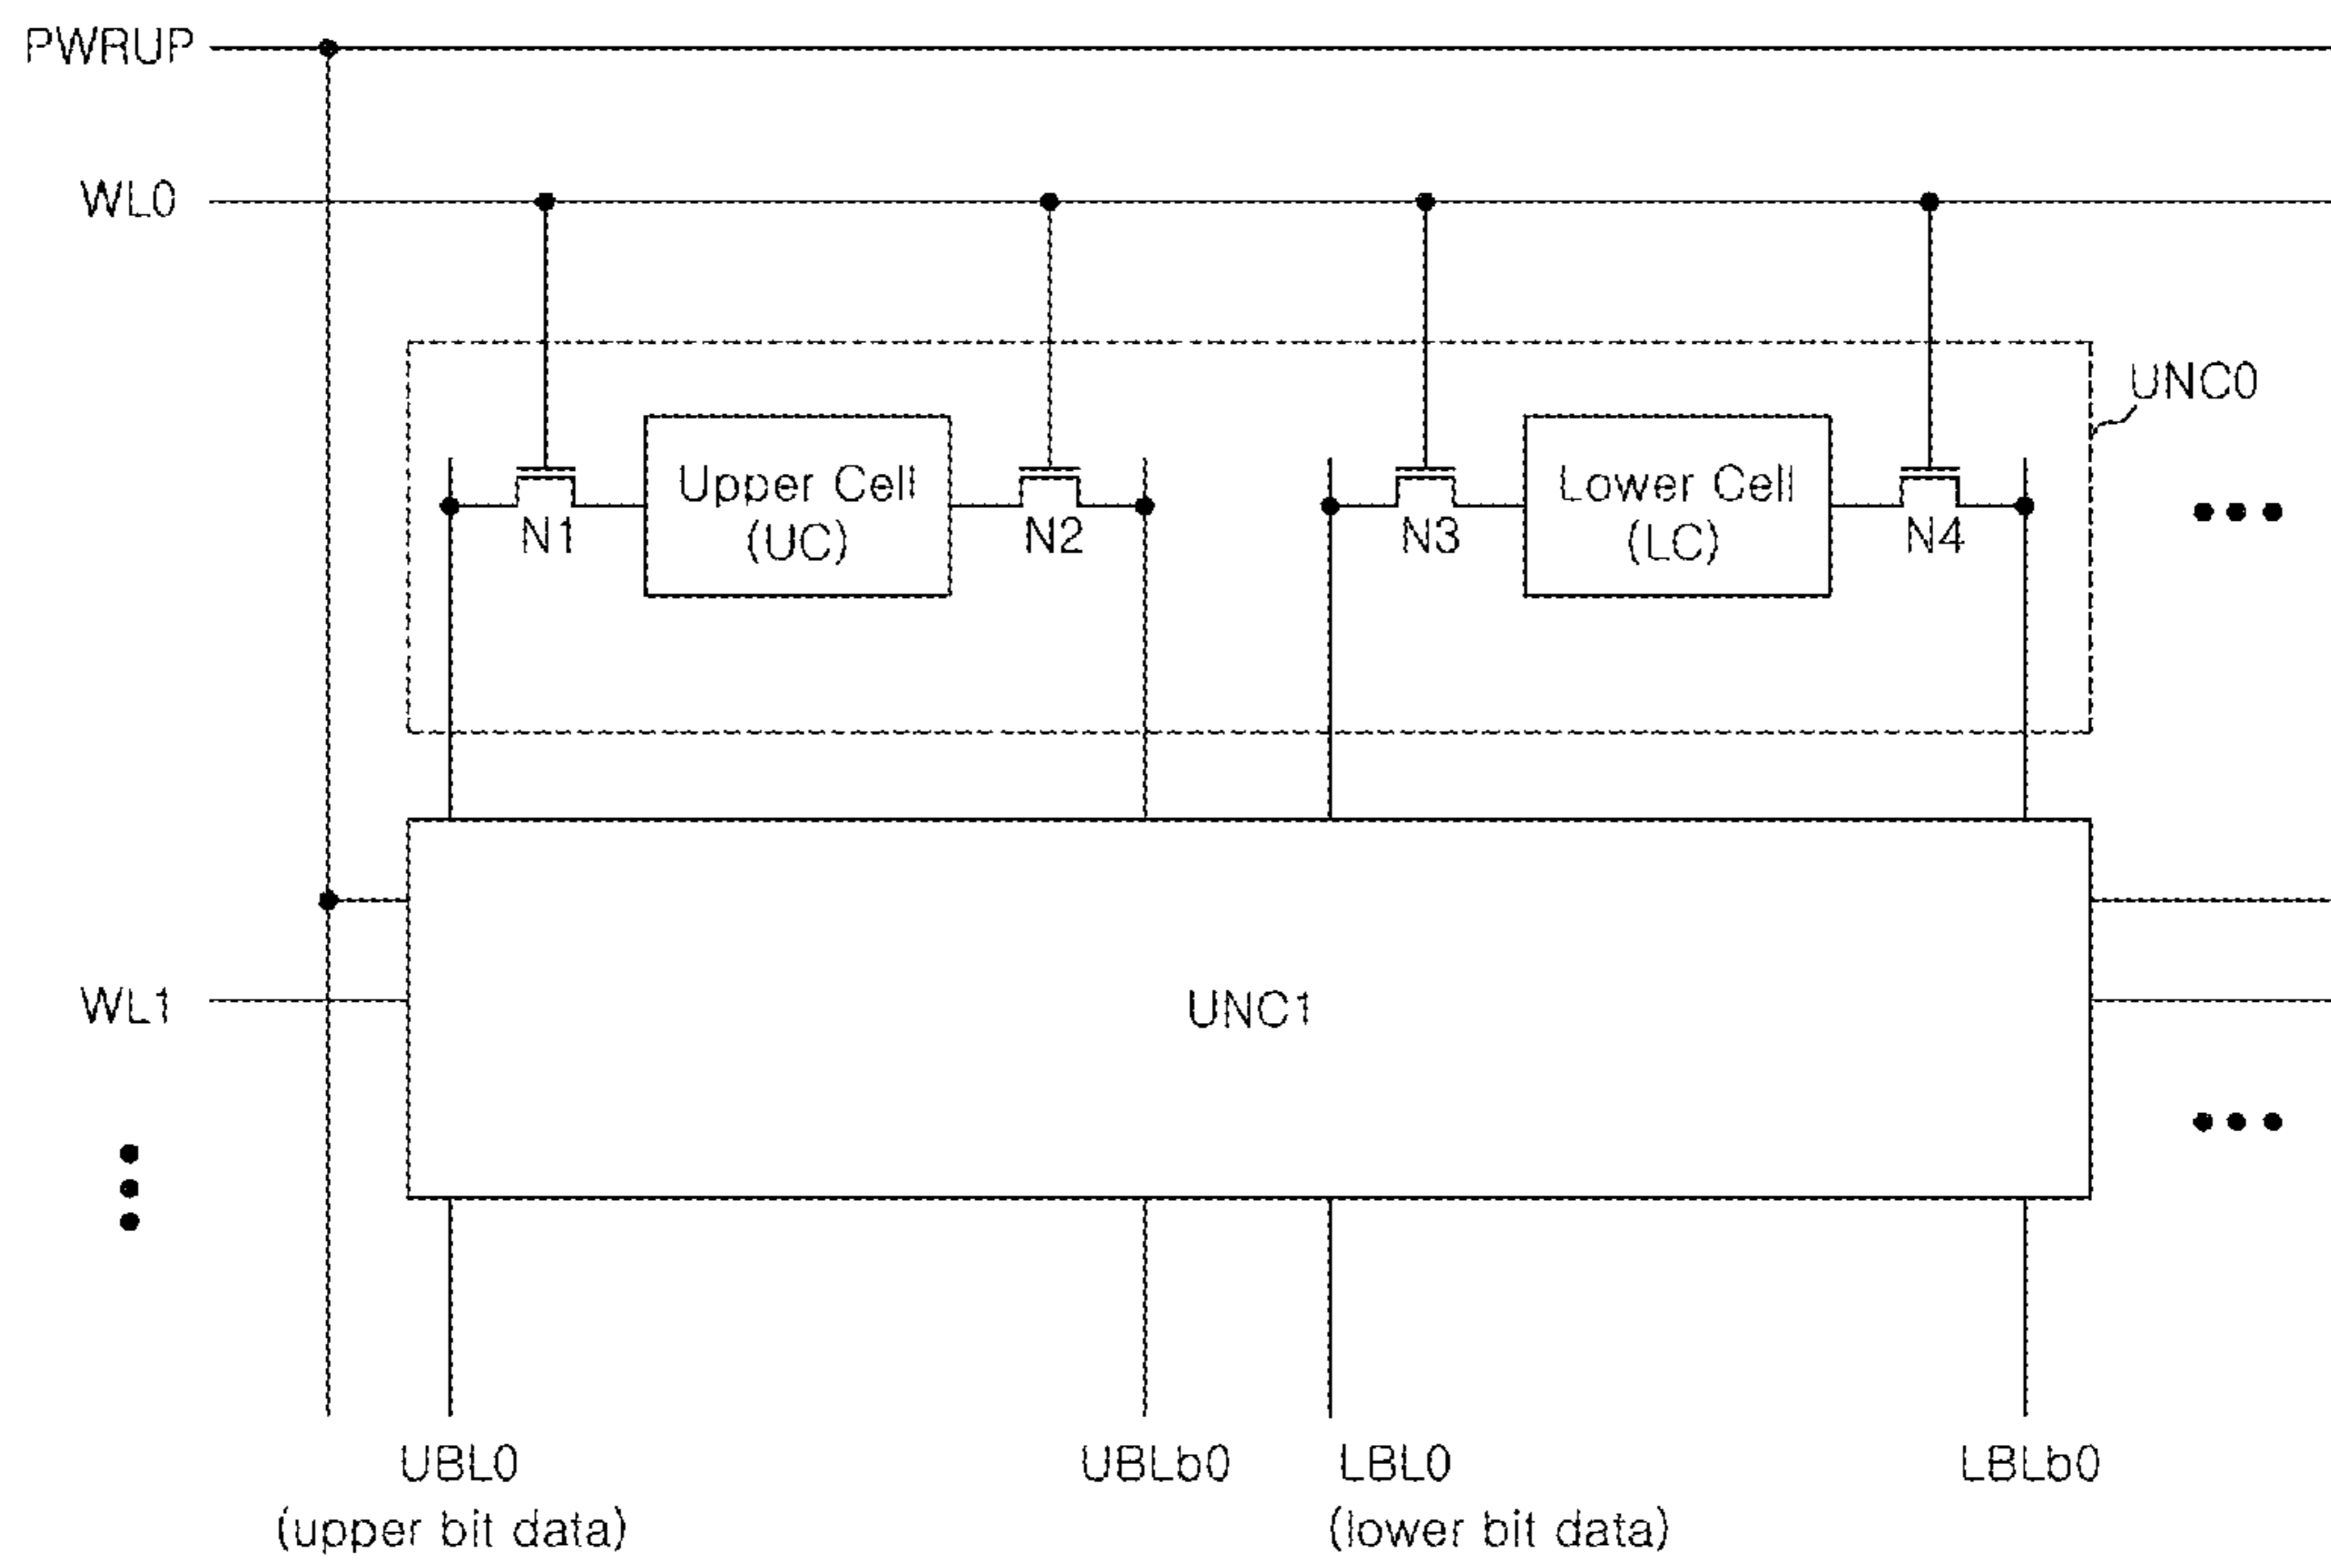 PWRUP
WL0
UNC0
Upper Cell
(UC)
Lower Cell
(LC)
N1
N2
N3
N4
WL1
UNC1
UBL0
UBLb0
LBL0
LBLb0
(upper bit data)
(lower bit data)